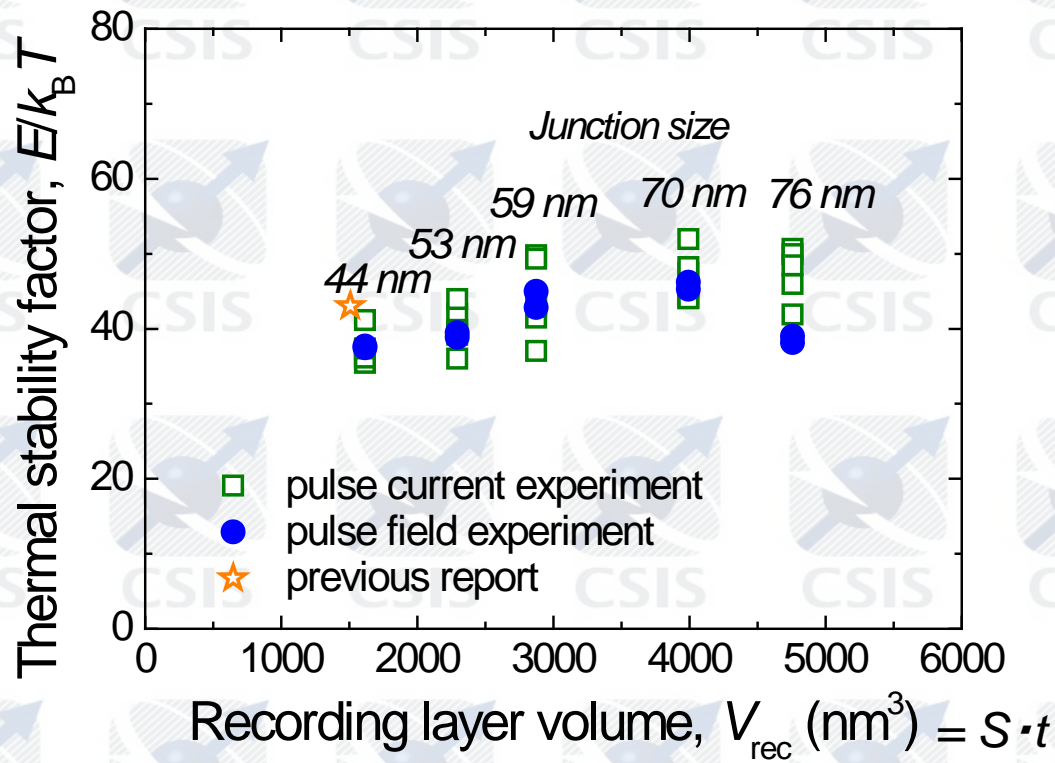 Thermal stability factor, E/k_B T
80
60
40
20
0
Junction size
44 nm
53 nm
59 nm
70 nm
76 nm
pulse current experiment
pulse field experiment
previous report
0 1000 2000 3000 4000 5000 6000
Recording layer volume, V_rec (nm³) = S·t
CSIS